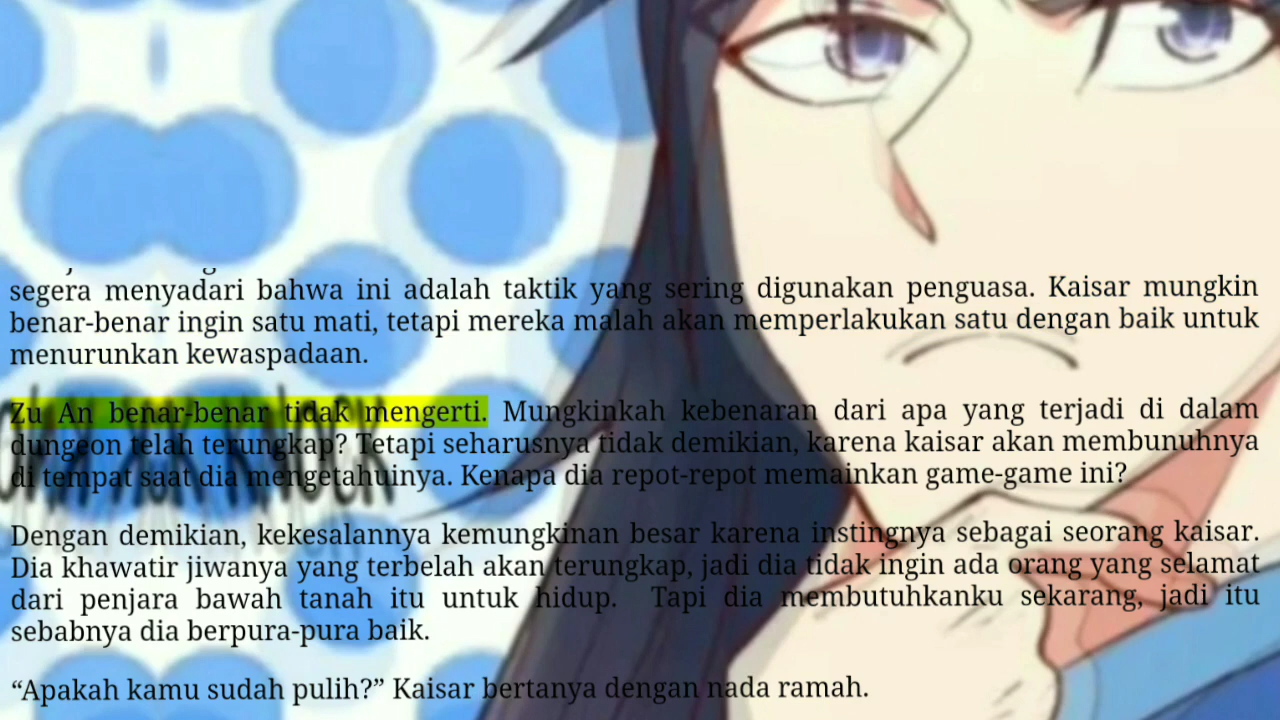 segera menyadari bahwa ini adalah taktik yang sering digunakan penguasa. Kaisar mungkin
benar-benar ingin satu mati, tetapi mereka malah akan memperlakukan satu dengan baik untuk
menurunkan kewaspadaan.
Zu An benar-benar tidak mengerti. Mungkinkah kebenaran dari apa yang terjadi di dalam
dungeon telah terungkap? Tetapi seharusnya tidak demikian, karena kaisar akan membunuhnya
di tempat saat dia mengetahuinya. Kenapa dia repot-repot memainkan game-game ini?
Dengan demikian, kekesalannya kemungkinan besar karena instingnya sebagai seorang kaisar.
Dia khawatir jiwanya yang terbelah akan terungkap, jadi dia tidak ingin ada orang yang selamat
dari penjara bawah tanah itu untuk hidup. Tapi dia membutuhkanku sekarang, jadi itu
sebabnya dia berpura-pura baik.
“Apakah kamu sudah pulih?” Kaisar bertanya dengan nada ramah.